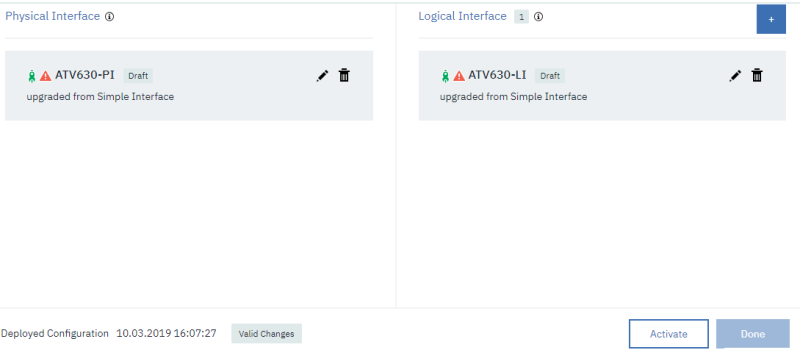 Physical Interface
ATV630-PI Draft
upgraded from Simple Interface
Logical Interface 1
+
ATV630-LI Draft
upgraded from Simple Interface
Deployed Configuration 10.03.2019 16:07:27 Valid Changes
Activate
Done